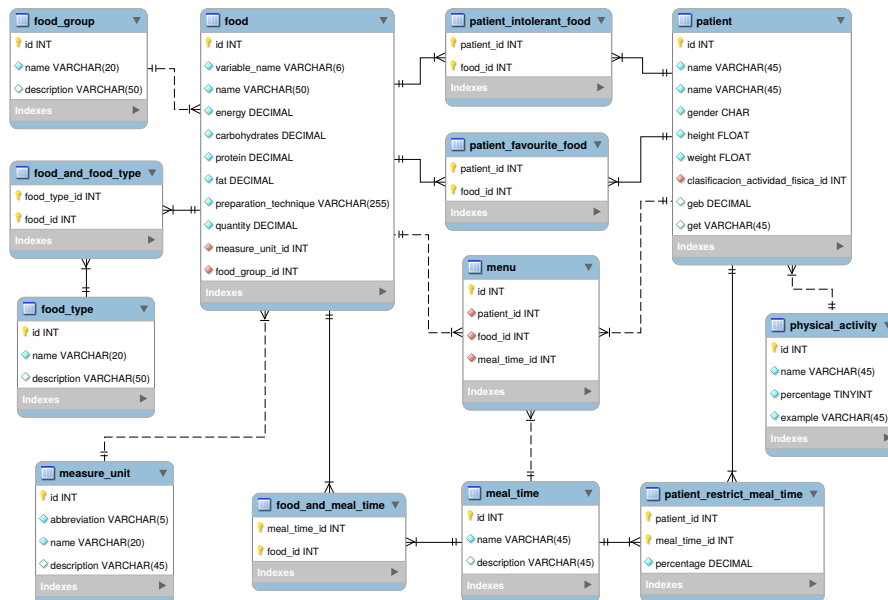 food_group
id INT
name VARCHAR(20)
description VARCHAR(50)
Indexes
food
id INT
variable_name VARCHAR(6)
name VARCHAR(50)
energy DECIMAL
carbohydrates DECIMAL
protein DECIMAL
fat DECIMAL
preparation_technique VARCHAR(255)
quantity DECIMAL
measure_unit_id INT
food_group_id INT
Indexes
patient_intolerant_food
patient_id INT
food_id INT
Indexes
patient
id INT
name VARCHAR(45)
name VARCHAR(45)
gender CHAR
height FLOAT
weight FLOAT
clasificacion_actividad_fisica_id INT
geb DECIMAL
get VARCHAR(45)
Indexes
patient_favourite_food
patient_id INT
food_id INT
Indexes
food_and_food_type
food_type_id INT
food_id INT
Indexes
menu
id INT
patient_id INT
food_id INT
meal_time_id INT
Indexes
food_type
id INT
name VARCHAR(20)
description VARCHAR(50)
Indexes
physical_activity
id INT
name VARCHAR(45)
percentage TINYINT
example VARCHAR(45)
Indexes
measure_unit
id INT
abbreviation VARCHAR(5)
name VARCHAR(20)
description VARCHAR(45)
Indexes
food_and_meal_time
meal_time_id INT
food_id INT
Indexes
meal_time
id INT
name VARCHAR(45)
description VARCHAR(45)
Indexes
patient_restrict_meal_time
patient_id INT
meal_time_id INT
percentage DECIMAL
Indexes